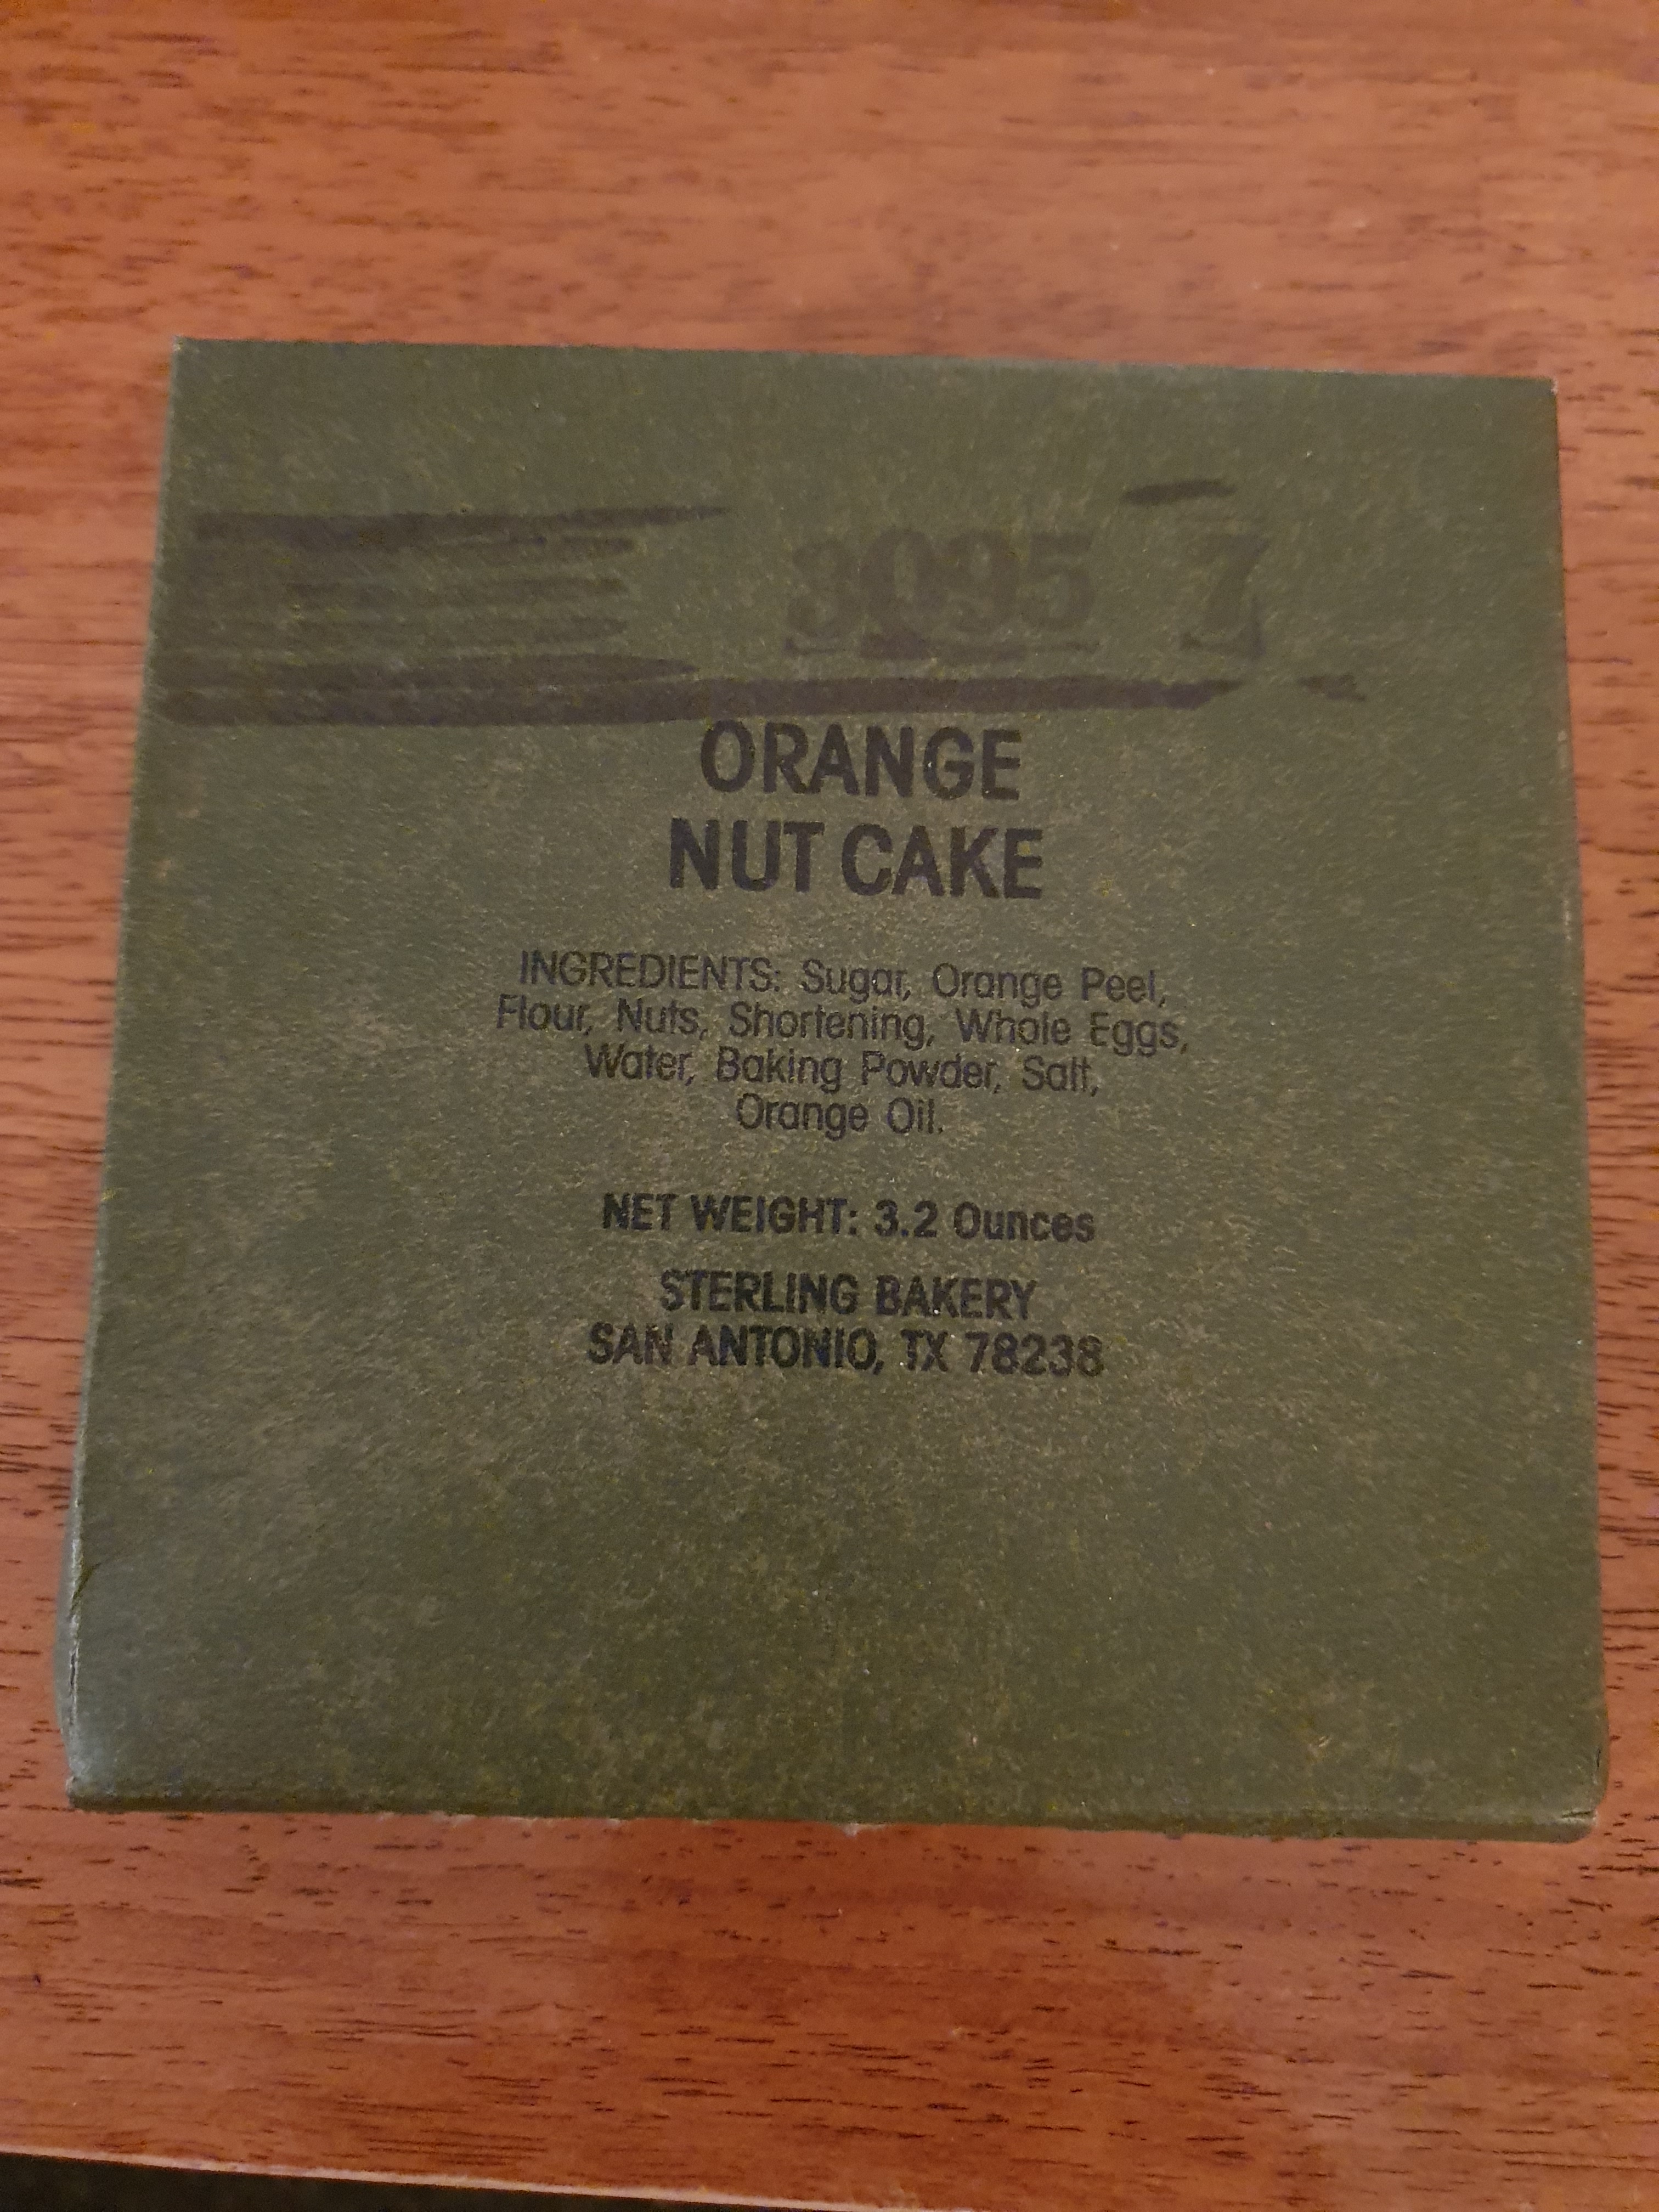 3095 7
ORANGE
NUT CAKE
INGREDIENTS: Sugar, Orange Peel,
Flour, Nuts, Shortening, Whole Eggs,
Water, Baking Powder, Salt,
Orange Oil.
NET WEIGHT: 3.2 Ounces
STERLING BAKERY
SAN ANTONIO, TX 78238